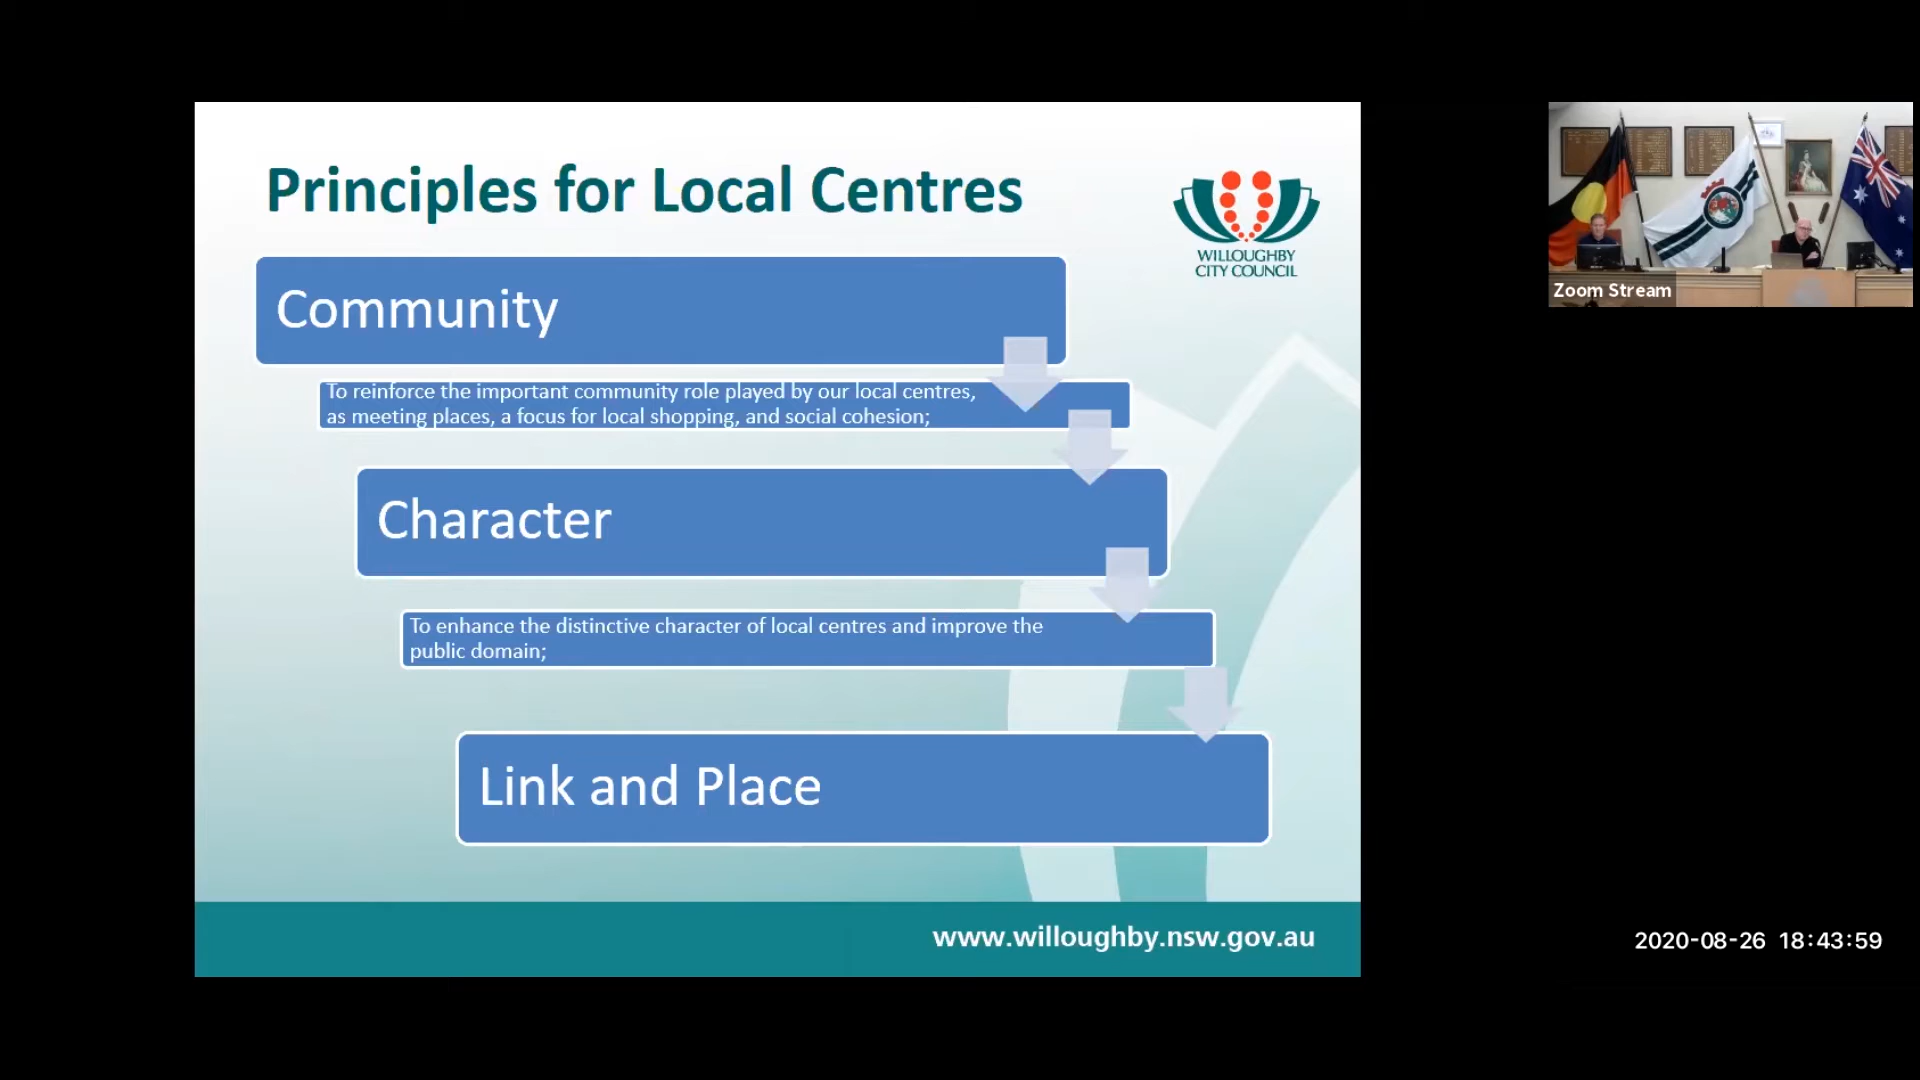 Principles for Local Centres
WILLOUGHBY
CITY COUNCIL
Community
To reinforce the important community role played by our local centres,
as meeting places, a focus for local shopping, and social cohesion;
Character
To enhance the distinctive character of local centres and improve the
public domain;
Link and Place
www.willoughby.nsw.gov.au
Zoom Stream
2020-08-26 18:43:59